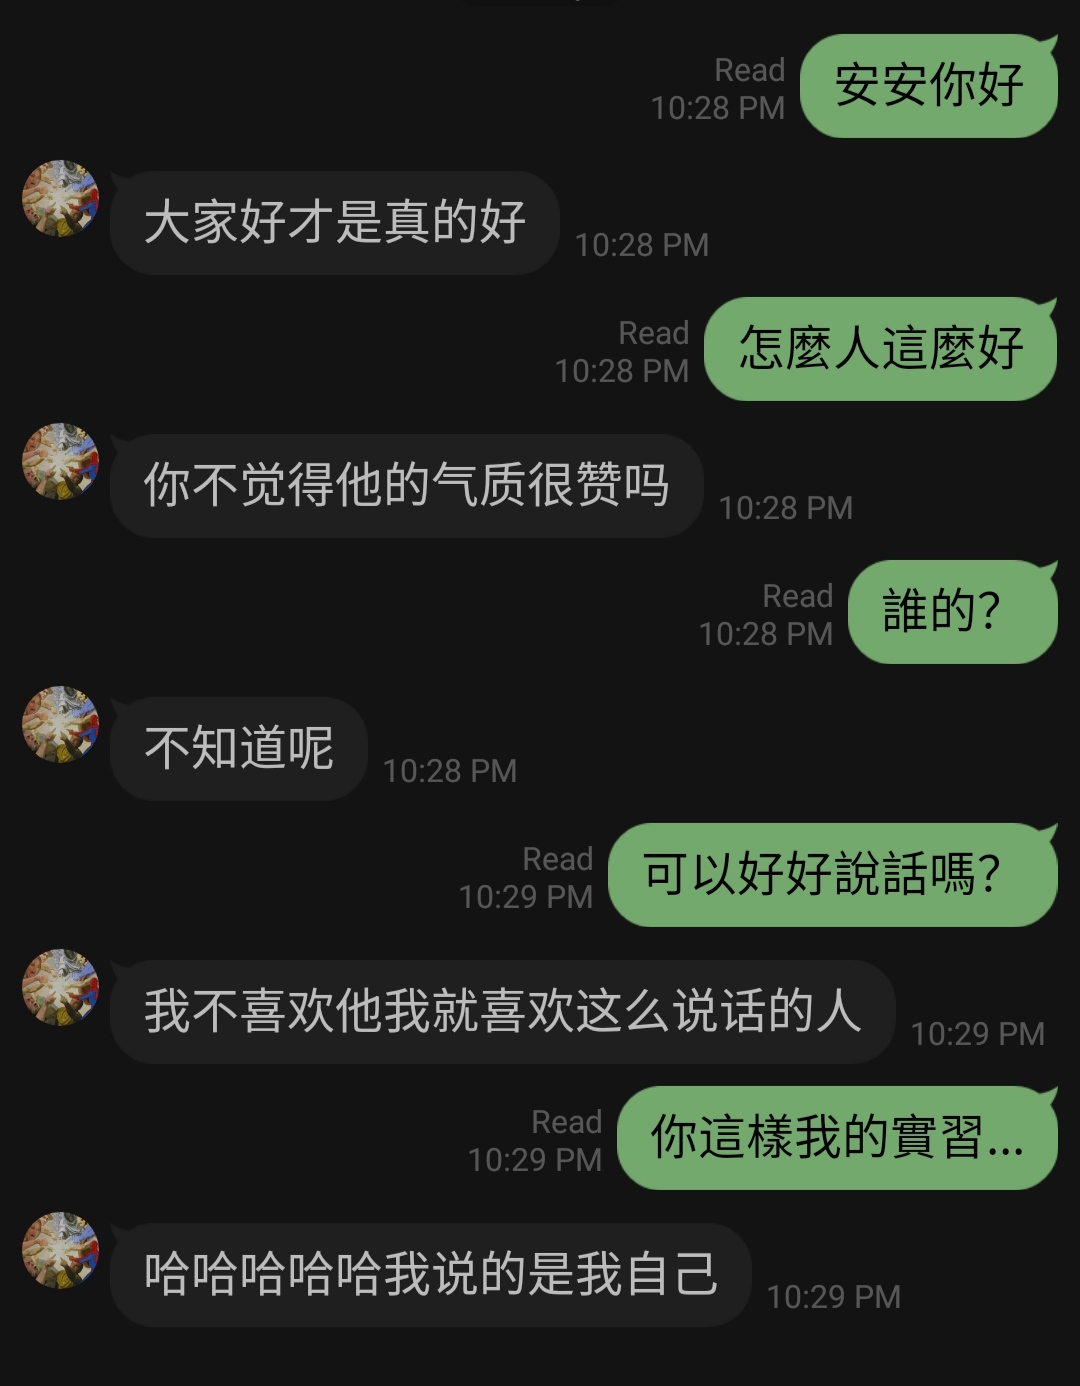 安安你好
Read
10:28 PM
大家好才是真的好
10:28 PM
怎麼人這麼好
Read
10:28 PM
你不觉得他的气质很赞吗
10:28 PM
誰的？
Read
10:28 PM
不知道呢
10:28 PM
可以好好說話嗎？
Read
10:29 PM
我不喜欢他我就喜欢这么说话的人
10:29 PM
你這樣我的實習...
Read
10:29 PM
哈哈哈哈哈我说的是我自己
10:29 PM